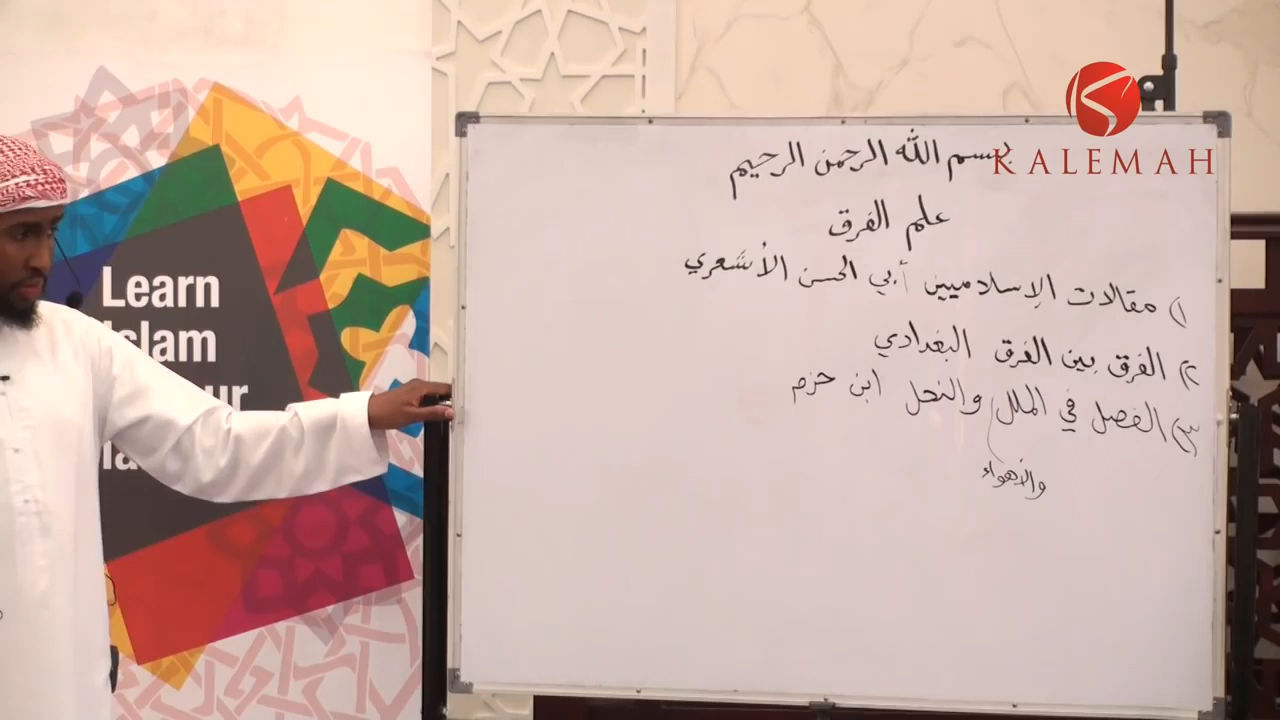 بسم الله الرحمن الرحيم
علم الفرق
١) مقالات الإسلاميين أبي الحسن الأشعري
٢) الفرق بين الفرق البغدادي
٣) الفصل في الملل والنحل ابن حزم
والأهواء
KALEMAH
Learn
Islam